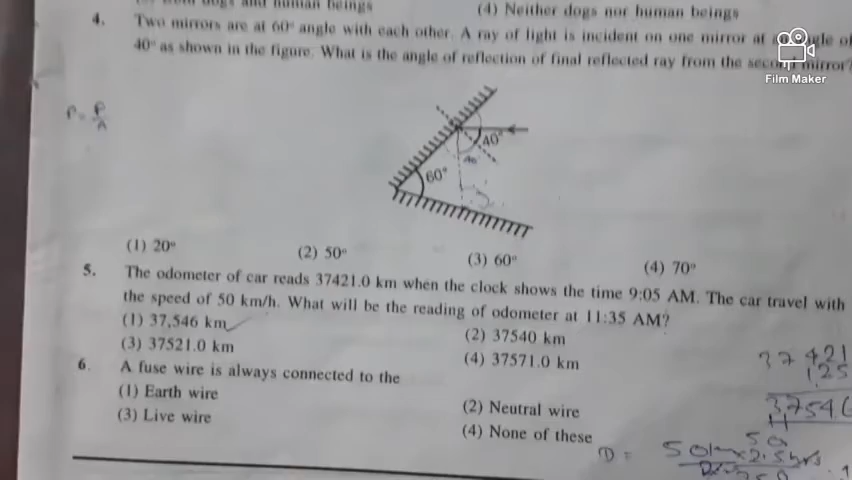 human beings
(4) Neither dogs nor human beings
4. Two mirrors are at 60° angle with each other. A ray of light is incident on one mirror at of
40° as shown in the figure. What is the angle of reflection of final reflected ray from the second mirror?
Film Maker
40°
60°
(1) 20°
(2) 50°
(3) 60°
(4) 70°
5. The odometer of car reads 37421.0 km when the clock shows the time 9:05 AM. The car travel with
the speed of 50 km/h. What will be the reading of odometer at 11:35 AM?
(1) 37,546 km
(2) 37540 km
(3) 37521.0 km
(4) 37571.0 km
6. A fuse wire is always connected to the
(1) Earth wire
(2) Neutral wire
(3) Live wire
(4) None of these
37421
125
37546
D =